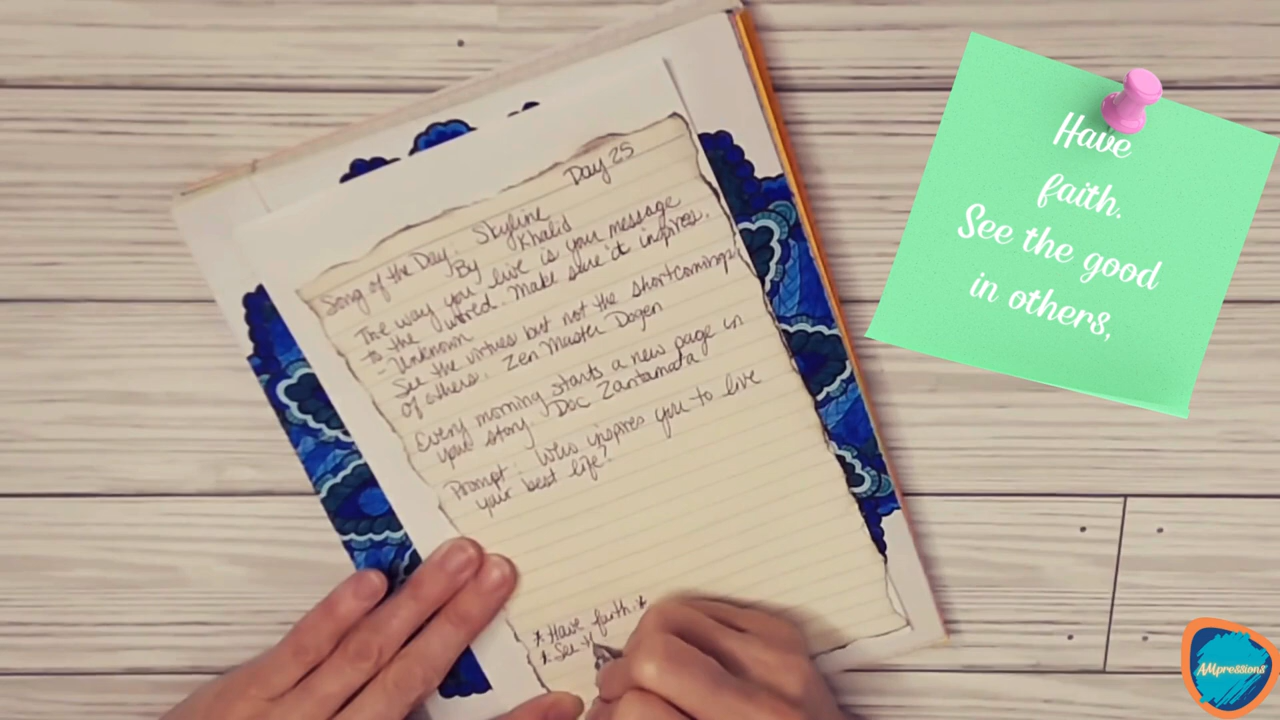 Day 25
Song of the Day: Skyline
By Khalid
The way you live is your message
to the world. Make sure it inspires.
- Unknown
See the virtues but not the shortcomings
of others. Zen Master Dogen
Every morning starts a new page in
your story. Doc Zantamata
Prompt - Who inspires you to live
your best life?
* Have faith. *
* See th
Have
faith.
See the good
in others,
AMpressions